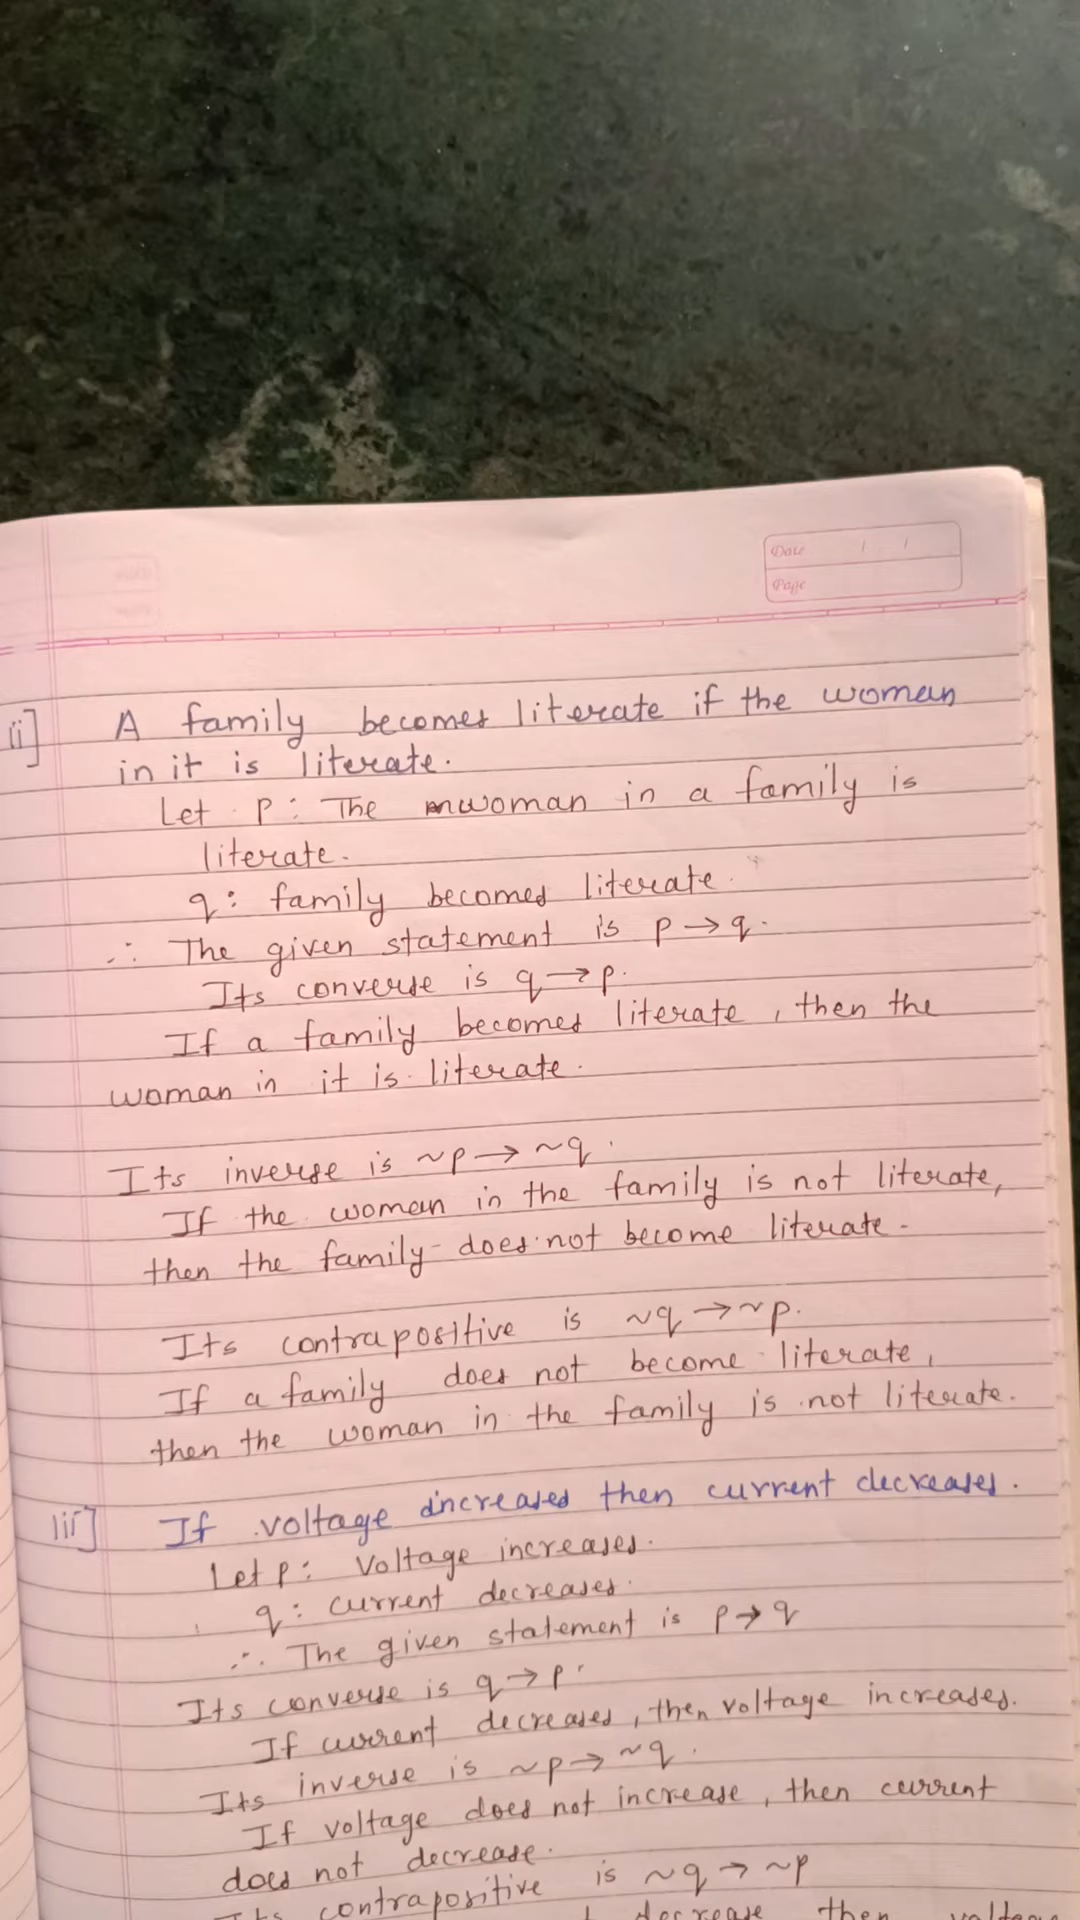 Date / /
Page
ii] A family becomes literate if the woman
in it is literate.
Let p: The woman in a family is
literate.
q: family becomes literate.
∴ The given statement is p → q.
Its converse is q → p.
If a family becomes literate, then the
woman in it is literate.
Its inverse is ~p → ~q.
If the woman in the family is not literate,
then the family does not become literate.
Its contrapositive is ~q → ~p.
If a family does not become literate,
then the woman in the family is not literate.
iii] If voltage increases then current decreases.
Let p: Voltage increases.
q: current decreases.
∴ The given statement is p → q
Its converse is q → p.
If current decreases, then voltage increases.
Its inverse is ~p → ~q.
If voltage does not increase, then current
does not decrease.
Its contrapositive is ~q → ~p
decrease then voltage